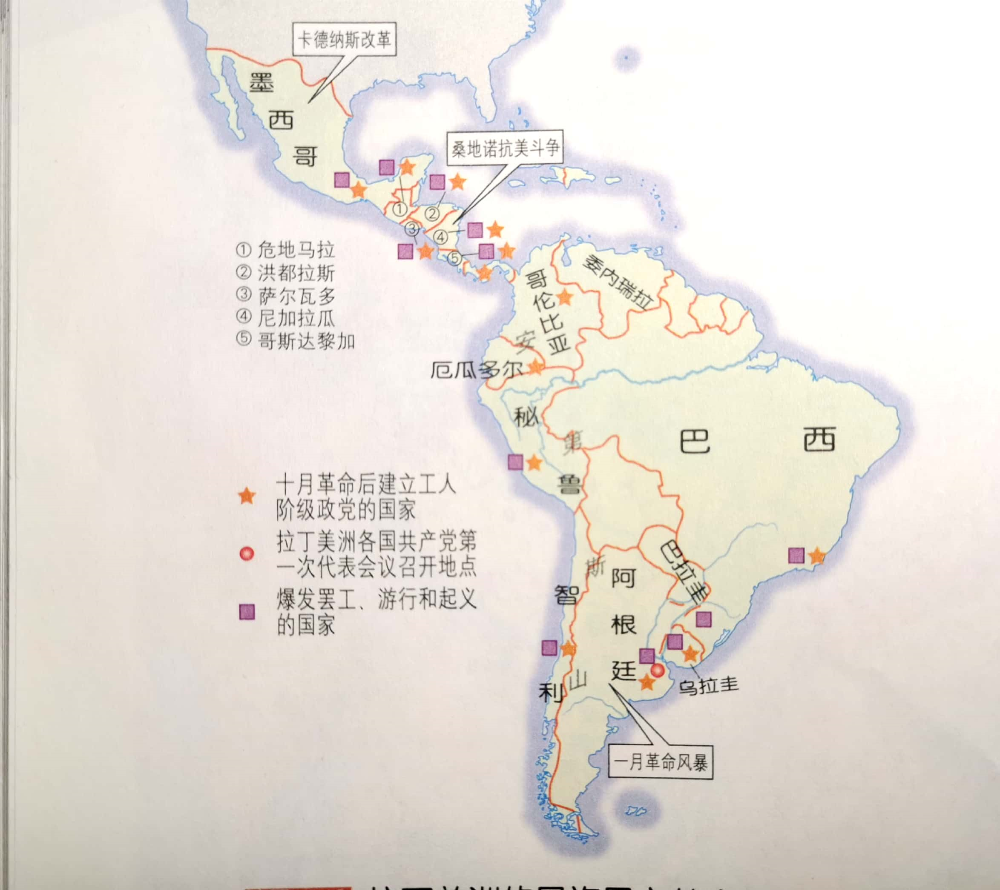 卡德纳斯改革
墨西哥
桑地诺抗美斗争
①
②
③
④
⑤
① 危地马拉
② 洪都拉斯
③ 萨尔瓦多
④ 尼加拉瓜
⑤ 哥斯达黎加
委内瑞拉
哥伦比亚
厄瓜多尔
秘鲁
巴西
安第斯山
巴拉圭
智利
阿根廷
乌拉圭
一月革命风暴
十月革命后建立工人
阶级政党的国家
拉丁美洲各国共产党第
一次代表会议召开地点
爆发罢工、游行和起义
的国家